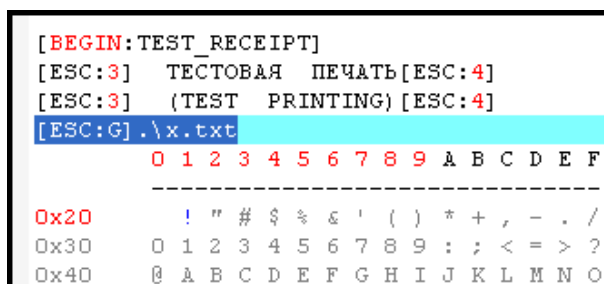 [BEGIN:TEST_RECEIPT]
[ESC:3]  ТЕСТОВАЯ  ПЕЧАТЬ[ESC:4]
[ESC:3]  (TEST  PRINTING)[ESC:4]
[ESC:G].\x.txt
0 1 2 3 4 5 6 7 8 9 A B C D E F
-------------------------------
0x20   ! " # $ % & ' ( ) * + , - . /
0x30 0 1 2 3 4 5 6 7 8 9 : ; < = > ?
0x40 @ A B C D E F G H I J K L M N O